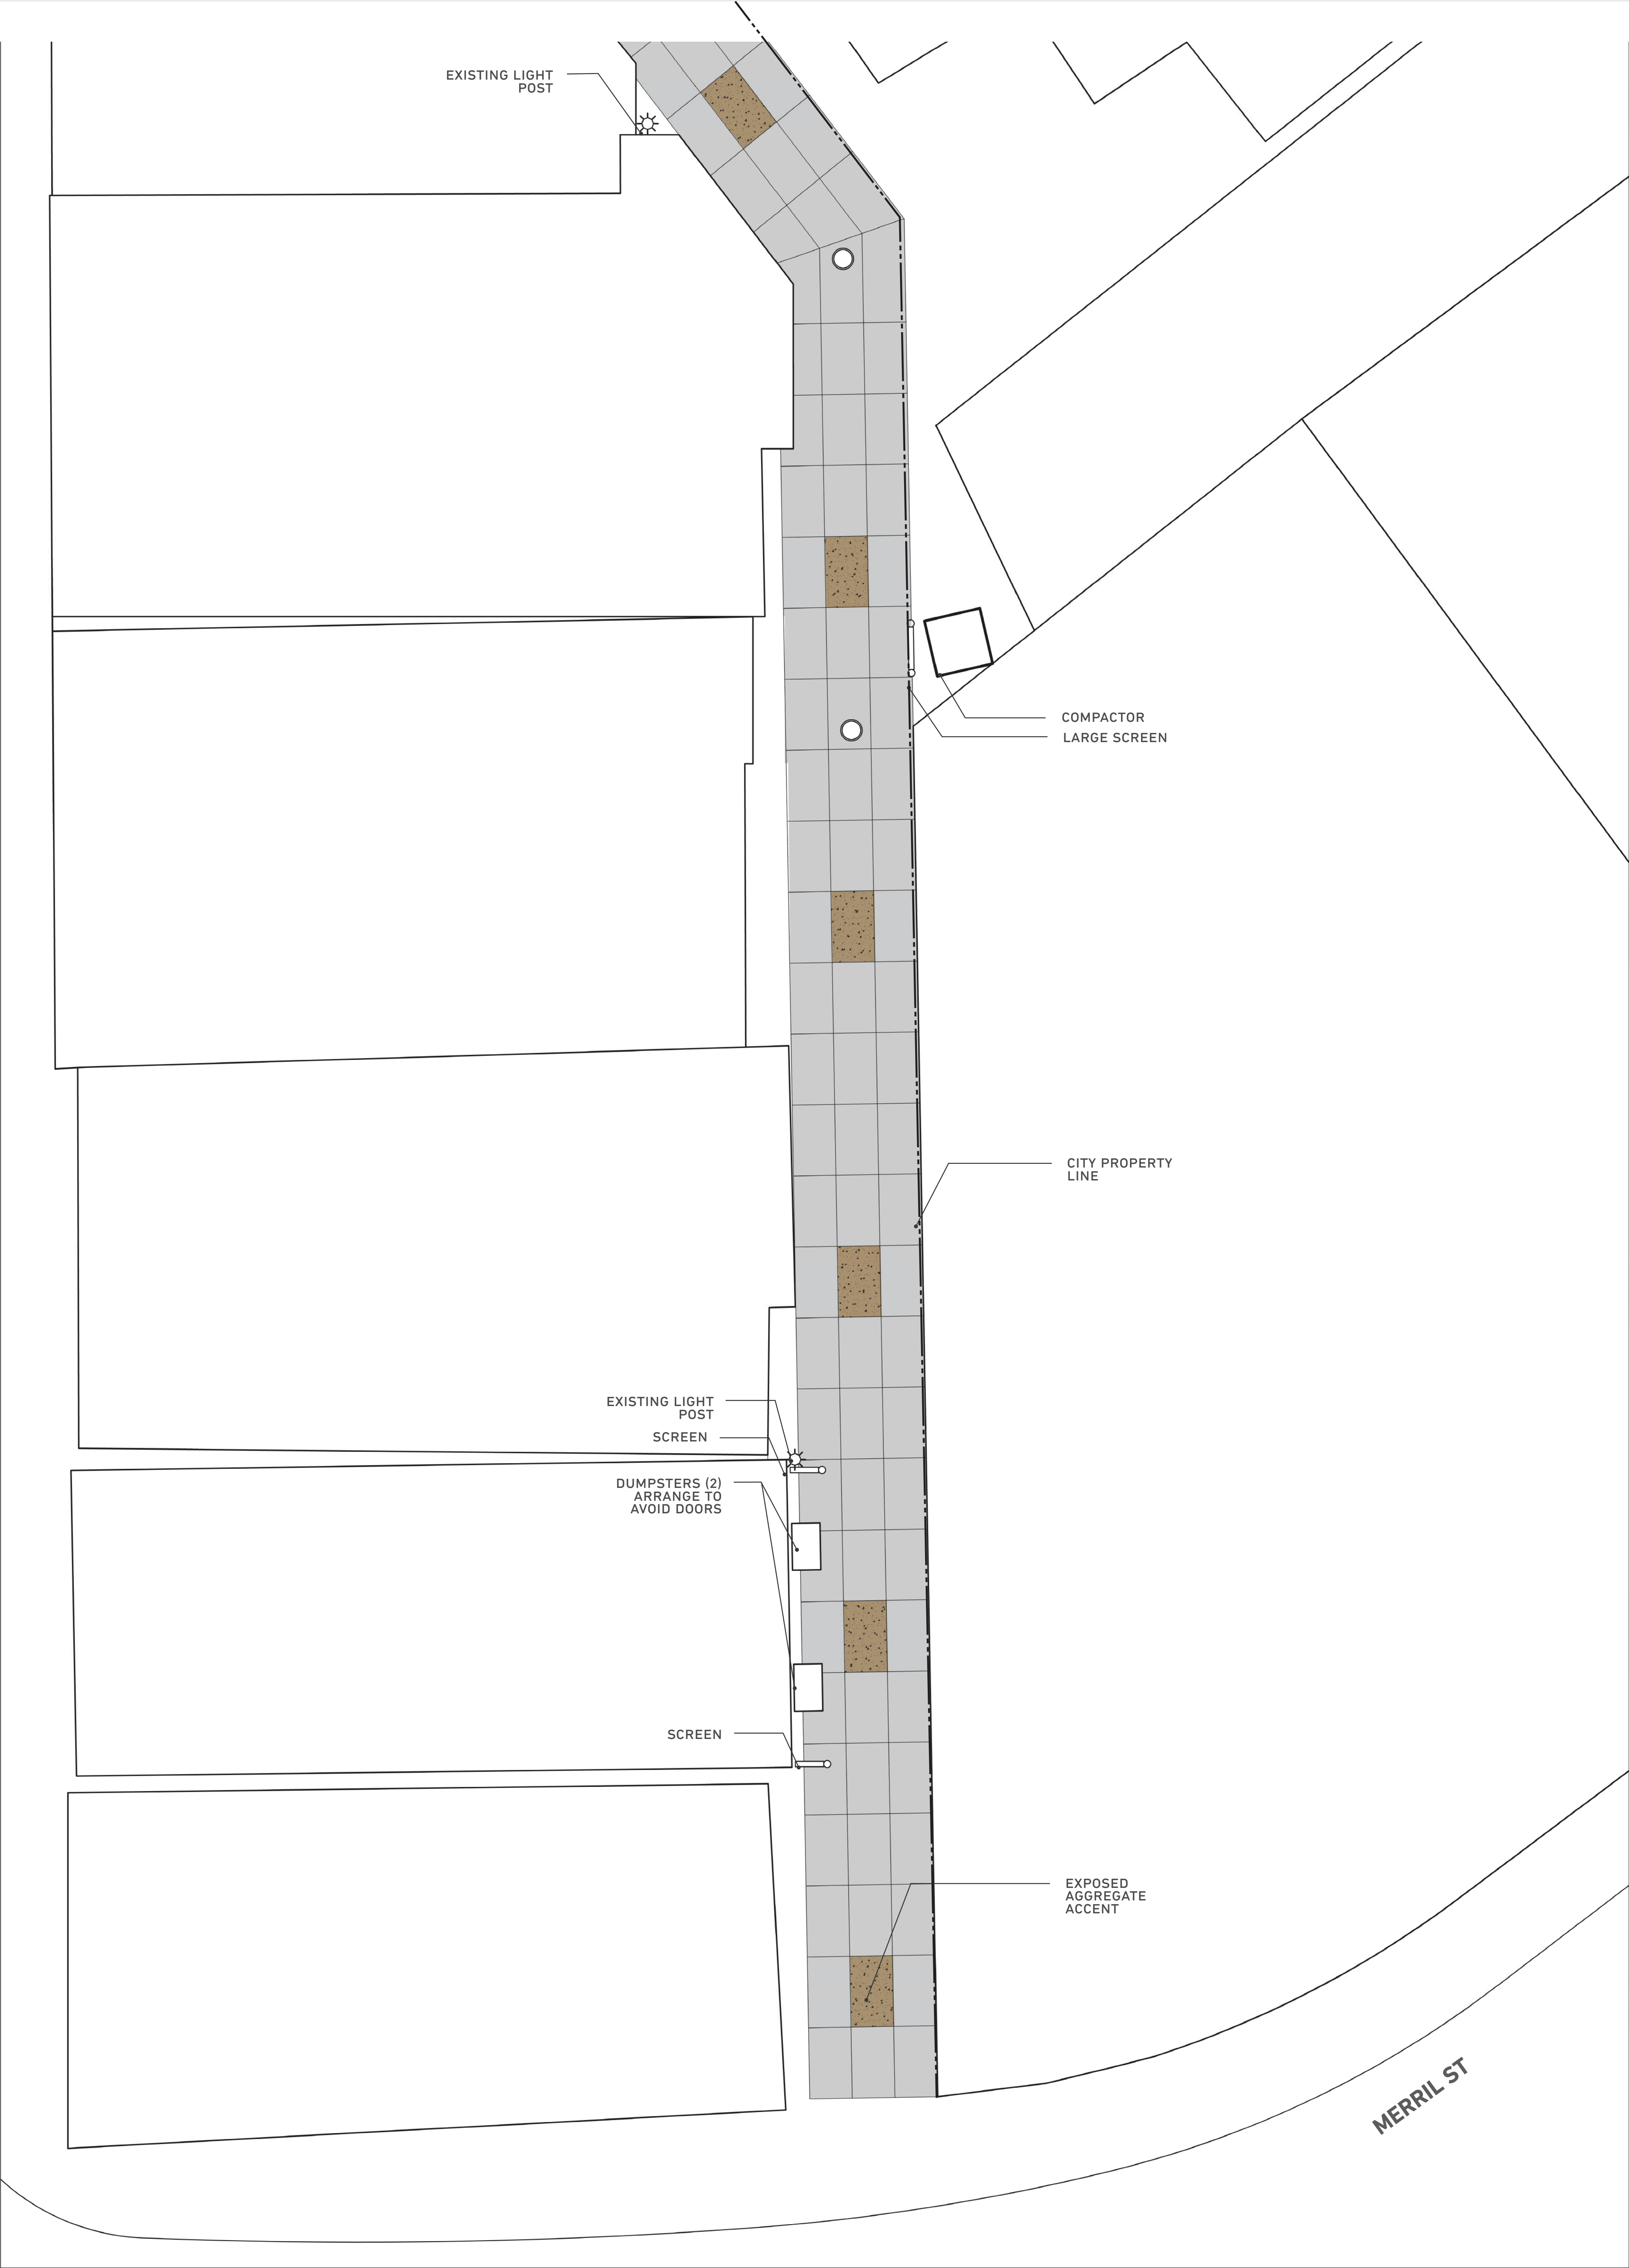 EXISTING LIGHT
POST
COMPACTOR
LARGE SCREEN
CITY PROPERTY
LINE
EXISTING LIGHT
POST
SCREEN
DUMPSTERS (2)
ARRANGE TO
AVOID DOORS
SCREEN
EXPOSED
AGGREGATE
ACCENT
MERRIL ST